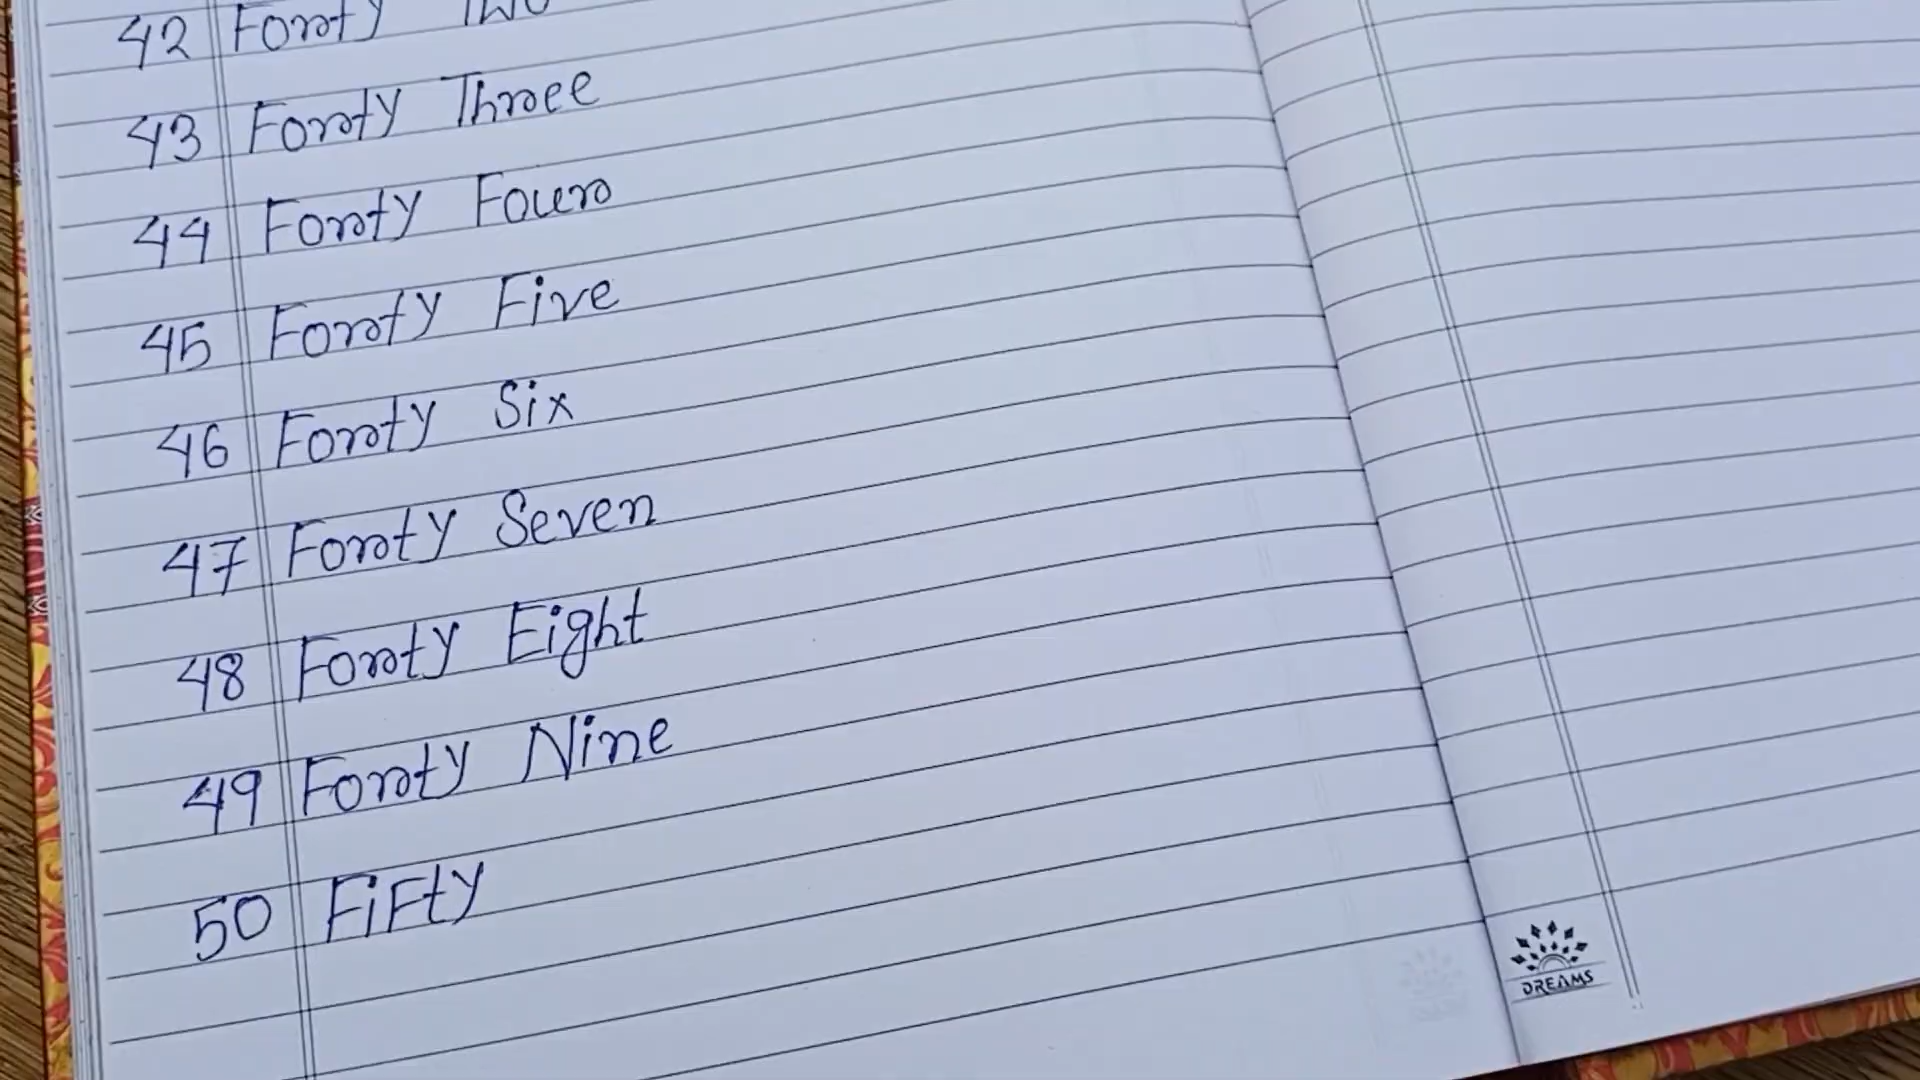 42 Forty Two
43 Forty Three
44 Forty Four
45 Forty Five
46 Forty Six
47 Forty Seven
48 Forty Eight
49 Forty Nine
50 FiFty
DREAMS